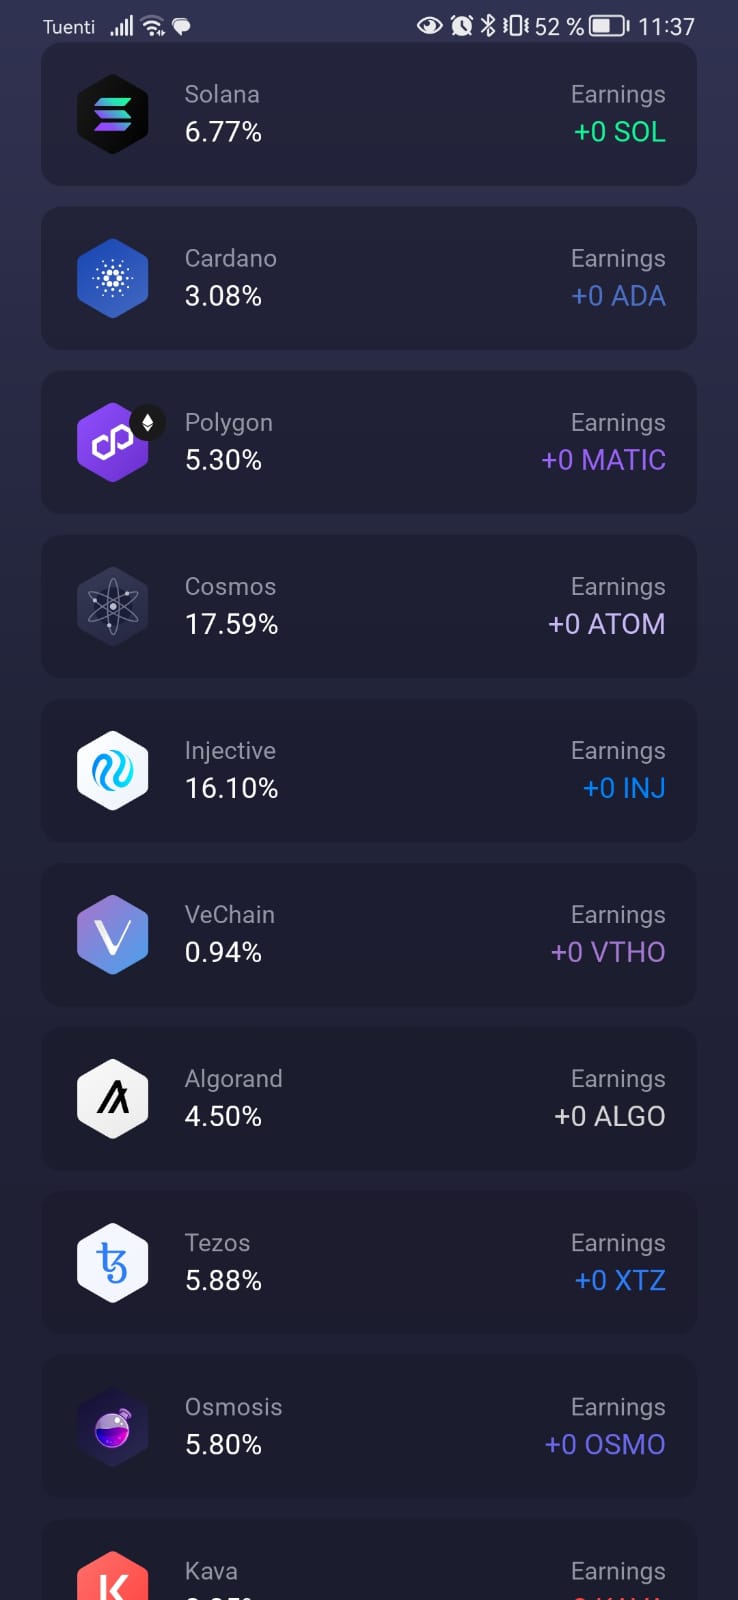 Tuenti 52 % 11:37
Solana Earnings
6.77% +0 SOL
Cardano Earnings
3.08% +0 ADA
Polygon Earnings
5.30% +0 MATIC
Cosmos Earnings
17.59% +0 ATOM
Injective Earnings
16.10% +0 INJ
VeChain Earnings
0.94% +0 VTHO
Algorand Earnings
4.50% +0 ALGO
Tezos Earnings
5.88% +0 XTZ
Osmosis Earnings
5.80% +0 OSMO
Kava Earnings